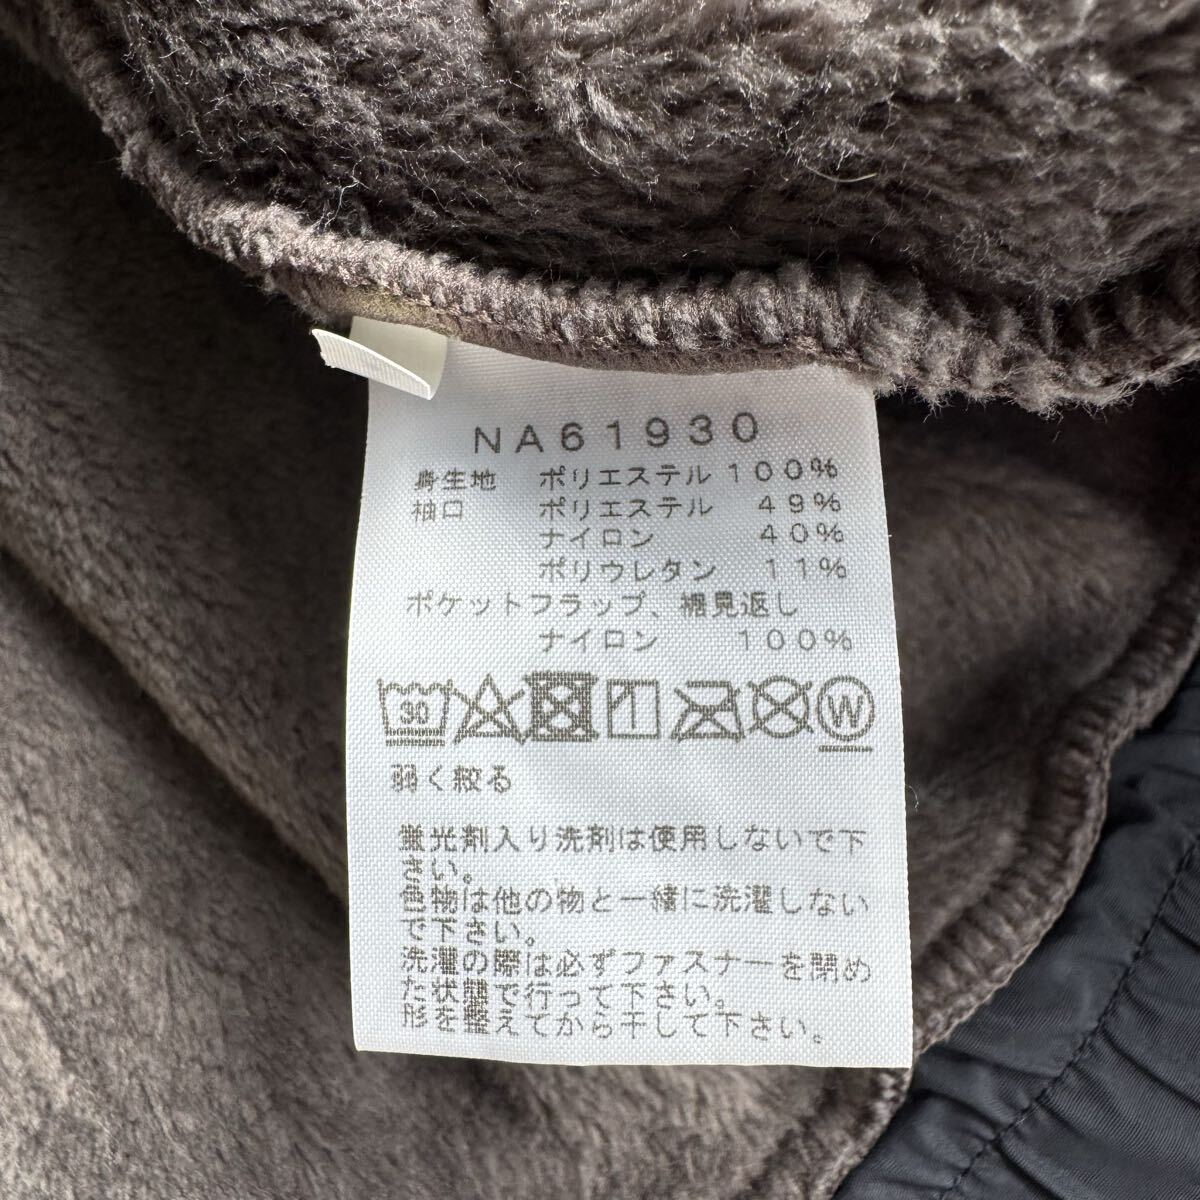 NA61930
身生地 ポリエステル 100%
袖口 ポリエステル 49%
ナイロン 40%
ポリウレタン 11%
ポケットフラップ、裾見返し
ナイロン 100%
30
W
弱く絞る
蛍光剤入り洗剤は使用しないで下
さい。
色物は他の物と一緒に洗濯しない
で下さい。
洗濯の際は必ずファスナーを閉め
た状態で行って下さい。
形を整えてから干して下さい。